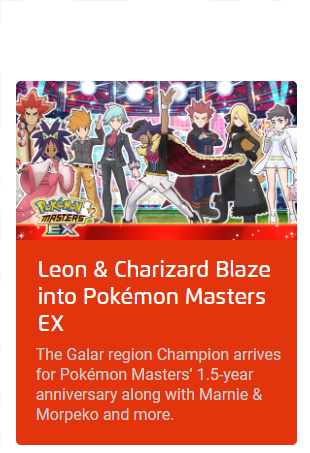 POKÉMON
MASTERS
EX
Leon & Charizard Blaze
into Pokémon Masters
EX
The Galar region Champion arrives
for Pokémon Masters’ 1.5-year
anniversary along with Marnie &
Morpeko and more.